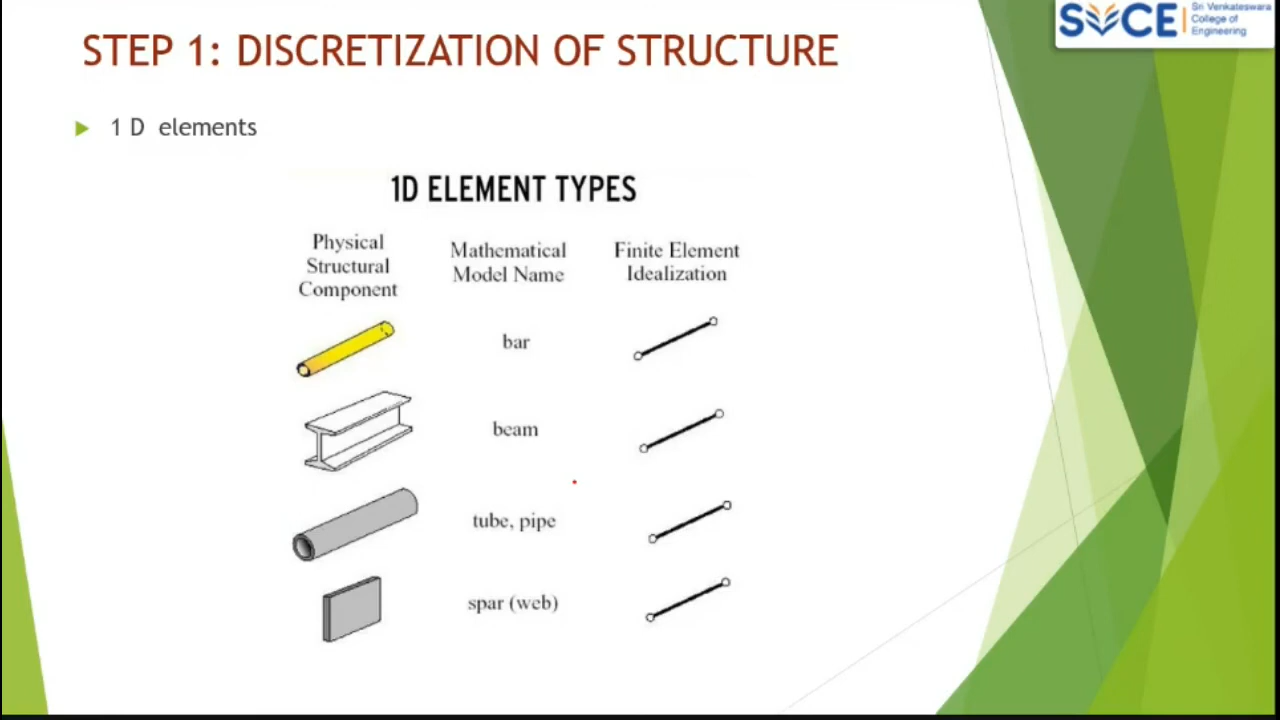 STEP 1: DISCRETIZATION OF STRUCTURE
SVCE
Sri Venkateswara
College of
Engineering
1 D elements
1D ELEMENT TYPES
Physical
Structural
Component
Mathematical
Model Name
Finite Element
Idealization
bar
beam
tube, pipe
spar (web)